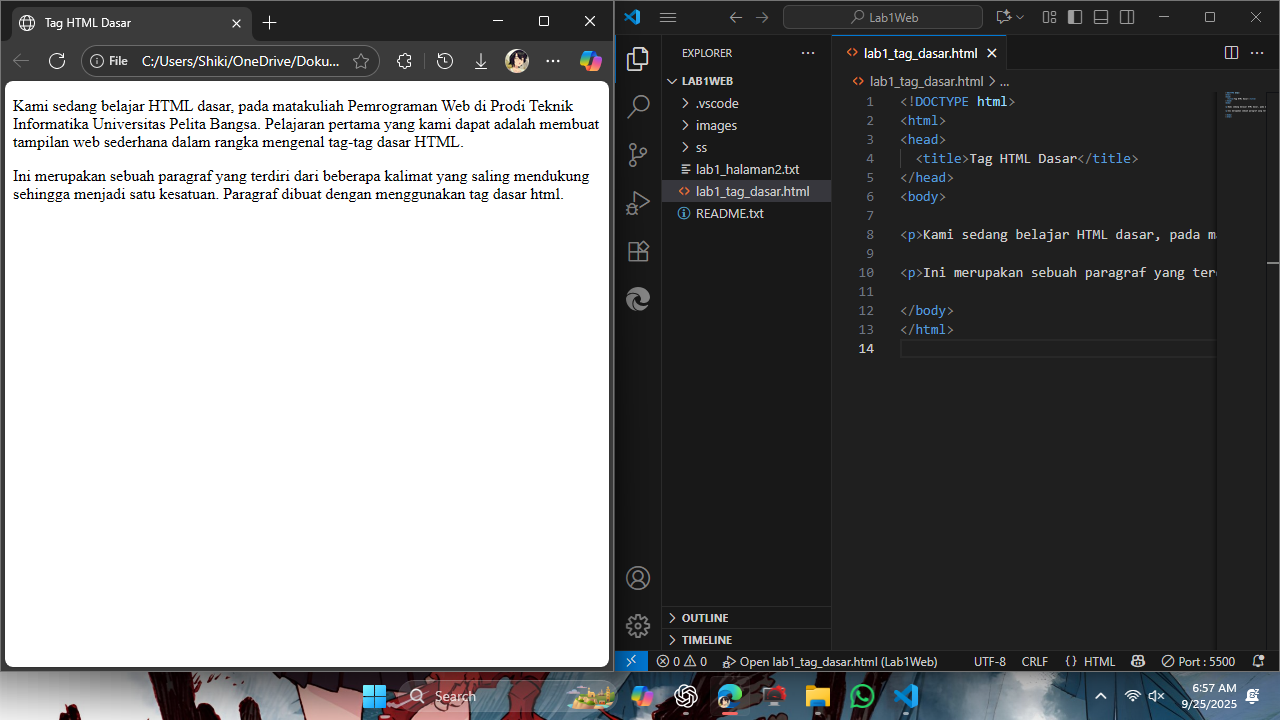 Tag HTML Dasar
File
C:/Users/Shiki/OneDrive/Doku...
Kami sedang belajar HTML dasar, pada matakuliah Pemrograman Web di Prodi Teknik
Informatika Universitas Pelita Bangsa. Pelajaran pertama yang kami dapat adalah membuat
tampilan web sederhana dalam rangka mengenal tag-tag dasar HTML.
Ini merupakan sebuah paragraf yang terdiri dari beberapa kalimat yang saling mendukung
sehingga menjadi satu kesatuan. Paragraf dibuat dengan menggunakan tag dasar html.
Lab1Web
EXPLORER
LAB1WEB
.vscode
images
ss
lab1_halaman2.txt
lab1_tag_dasar.html
README.txt
OUTLINE
TIMELINE
lab1_tag_dasar.html
lab1_tag_dasar.html > ...
1 <!DOCTYPE html>
2 <html>
3 <head>
4 <title>Tag HTML Dasar</title>
5 </head>
6 <body>
7
8 <p>Kami sedang belajar HTML dasar, pada ma
9
10 <p>Ini merupakan sebuah paragraf yang terd
11
12 </body>
13 </html>
14
0 0 Open lab1_tag_dasar.html (Lab1Web) UTF-8 CRLF {} HTML Port : 5500
Search
6:57 AM
9/25/2025